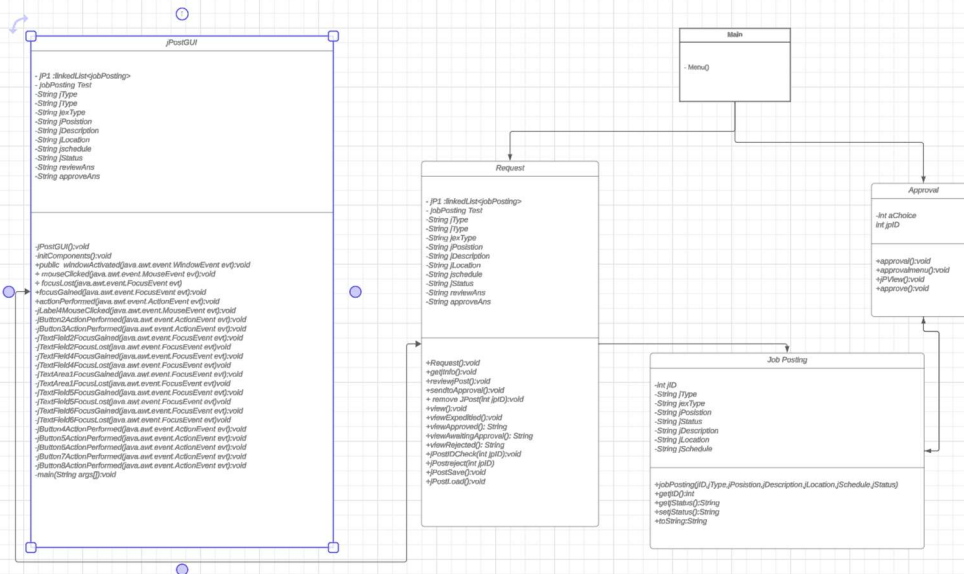 jPostGUI
- jP1 :linkedList<jobPosting>
- jobPosting Test
-String jType
-String jType
-String jexType
-String jPosistion
-String jDescription
-String jLocation
-String jschedule
-String jStatus
-String reviewAns
-String approveAns
-jPostGUI():void
-initComponents():void
+public windowActivated(java.awt.event WindowEvent evt):void
+ mouseClicked(java.awt.event.MouseEvent evt):void
+ focusLost(java.awt.event.FocusEvent evt)
+focusGained(java.awt.event.FocusEvent evt):void
+actionPerformed(java.awt.event.ActionEvent evt):void
-jLabel4MouseClicked(java.awt.event.MouseEvent evt):void
-jButton2ActionPerformed(java.awt.event.ActionEvent evt):void
-jButton3ActionPerformed(java.awt.event.ActionEvent evt):void
-jTextField2FocusGained(java.awt.event.FocusEvent evt):void
-jTextField2FocusLost(java.awt.event.FocusEvent evt):void
-jTextField4FocusGained(java.awt.event.FocusEvent evt):void
-jTextField4FocusLost(java.awt.event.FocusEvent evt):void
-jTextArea1FocusGained(java.awt.event.FocusEvent evt):void
-jTextArea1FocusLost(java.awt.event.FocusEvent evt):void
-jTextField5FocusGained(java.awt.event.FocusEvent evt):void
-jTextField5FocusLost(java.awt.event.FocusEvent evt):void
-jTextField6FocusGained(java.awt.event.FocusEvent evt):void
-jTextField6FocusLost(java.awt.event.FocusEvent evt):void
-jButton4ActionPerformed(java.awt.event.ActionEvent evt):void
-jButton5ActionPerformed(java.awt.event.ActionEvent evt):void
-jButton6ActionPerformed(java.awt.event.ActionEvent evt):void
-jButton7ActionPerformed(java.awt.event.ActionEvent evt):void
-jButton8ActionPerformed(java.awt.event.ActionEvent evt):void
-main(String args[]):void
Main
- Menu()
Request
- jP1 :linkedList<jobPosting>
- jobPosting Test
-String jType
-String jType
-String jexType
-String jPosistion
-String jDescription
-String jLocation
-String jschedule
-String jStatus
-String reviewAns
-String approveAns
+Request():void
+getjInfo():void
+reviewjPost():void
+sendtoApproval():void
+ remove JPost(int jpID):void
+view():void
+viewExpeditied():void
+viewApproved(): String
+viewAwaitingApproval(): String
+viewRejected(): String
+jPostIDCheck(int jpID):void
+jPostreject(int jpID)
+jPostSave():void
+jPostLoad():void
Approval
-int aChoice
int jpID
+approval():void
+approvalmenu():void
+jPView():void
+approve():void
Job Posting
-int jID
-String jType
-String jexType
-String jPosistion
-String jStatus
-String jDescription
-String jLocation
-String jSchedule
+jobPosting(jID,jType,jPosistion,jDescription,jLocation,jSchedule,jStatus)
+getjID():int
+getjStatus():String
+setjStatus():String
+toString:String